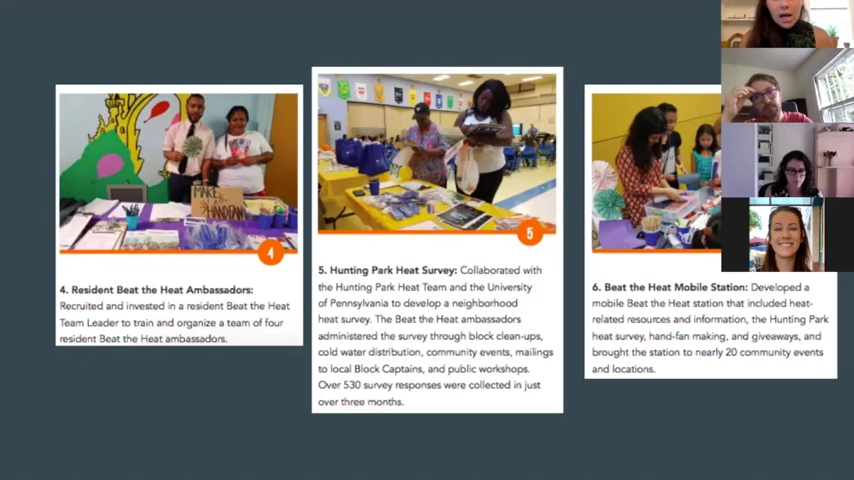 MAKE
HANDFAN
4
4. Resident Beat the Heat Ambassadors:
Recruited and invested in a resident Beat the Heat
Team Leader to train and organize a team of four
resident Beat the Heat ambassadors.
5
5. Hunting Park Heat Survey: Collaborated with
the Hunting Park Heat Team and the University
of Pennsylvania to develop a neighborhood
heat survey. The Beat the Heat ambassadors
administered the survey through block clean-ups,
cold water distribution, community events, mailings
to local Block Captains, and public workshops.
Over 530 survey responses were collected in just
over three months.
6. Beat the Heat Mobile Station: Developed a
mobile Beat the Heat station that included heat-
related resources and information, the Hunting Park
heat survey, hand-fan making, and giveaways, and
brought the station to nearly 20 community events
and locations.